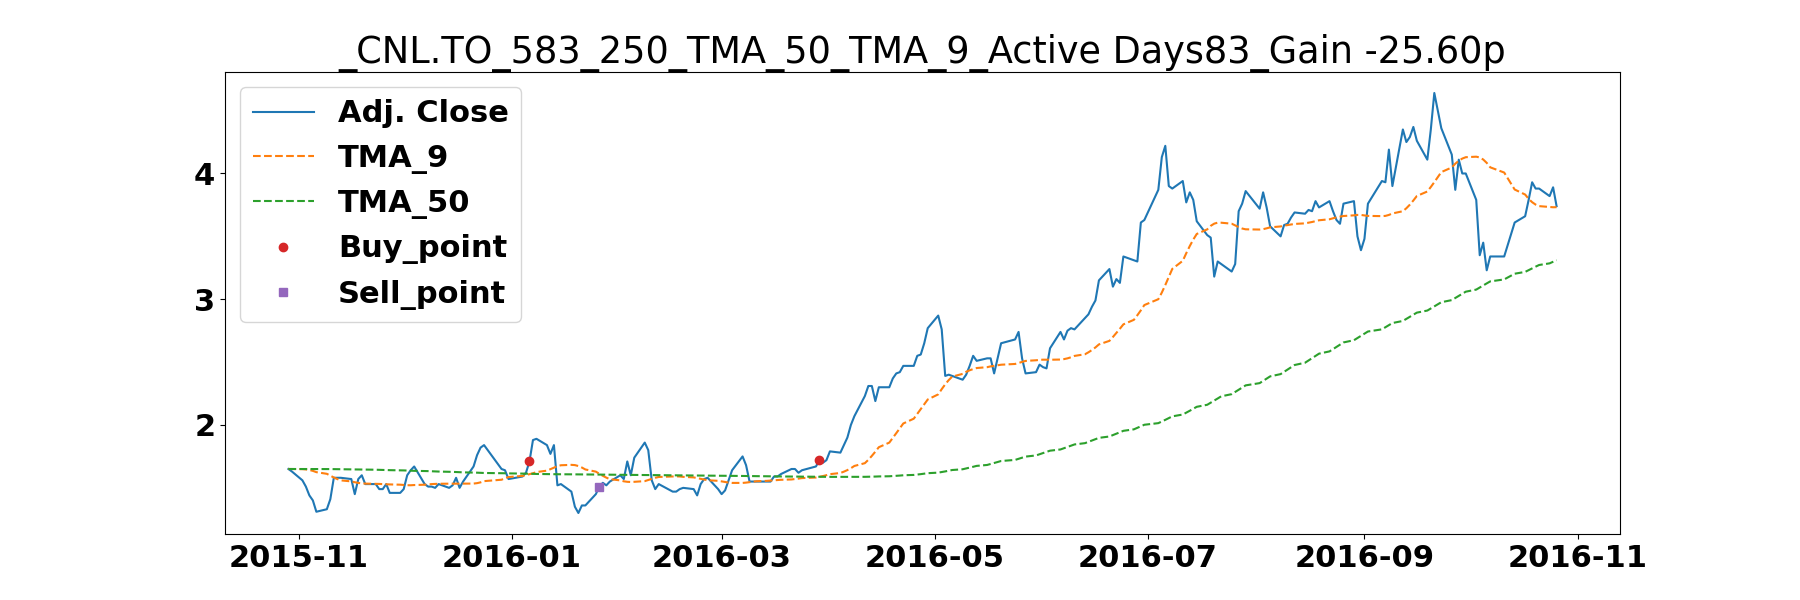 _CNL.TO_583_250_TMA_50_TMA_9_Active Days83_Gain -25.60p
Adj. Close
TMA_9
TMA_50
Buy_point
Sell_point
4
3
2
2015-11 2016-01 2016-03 2016-05 2016-07 2016-09 2016-11